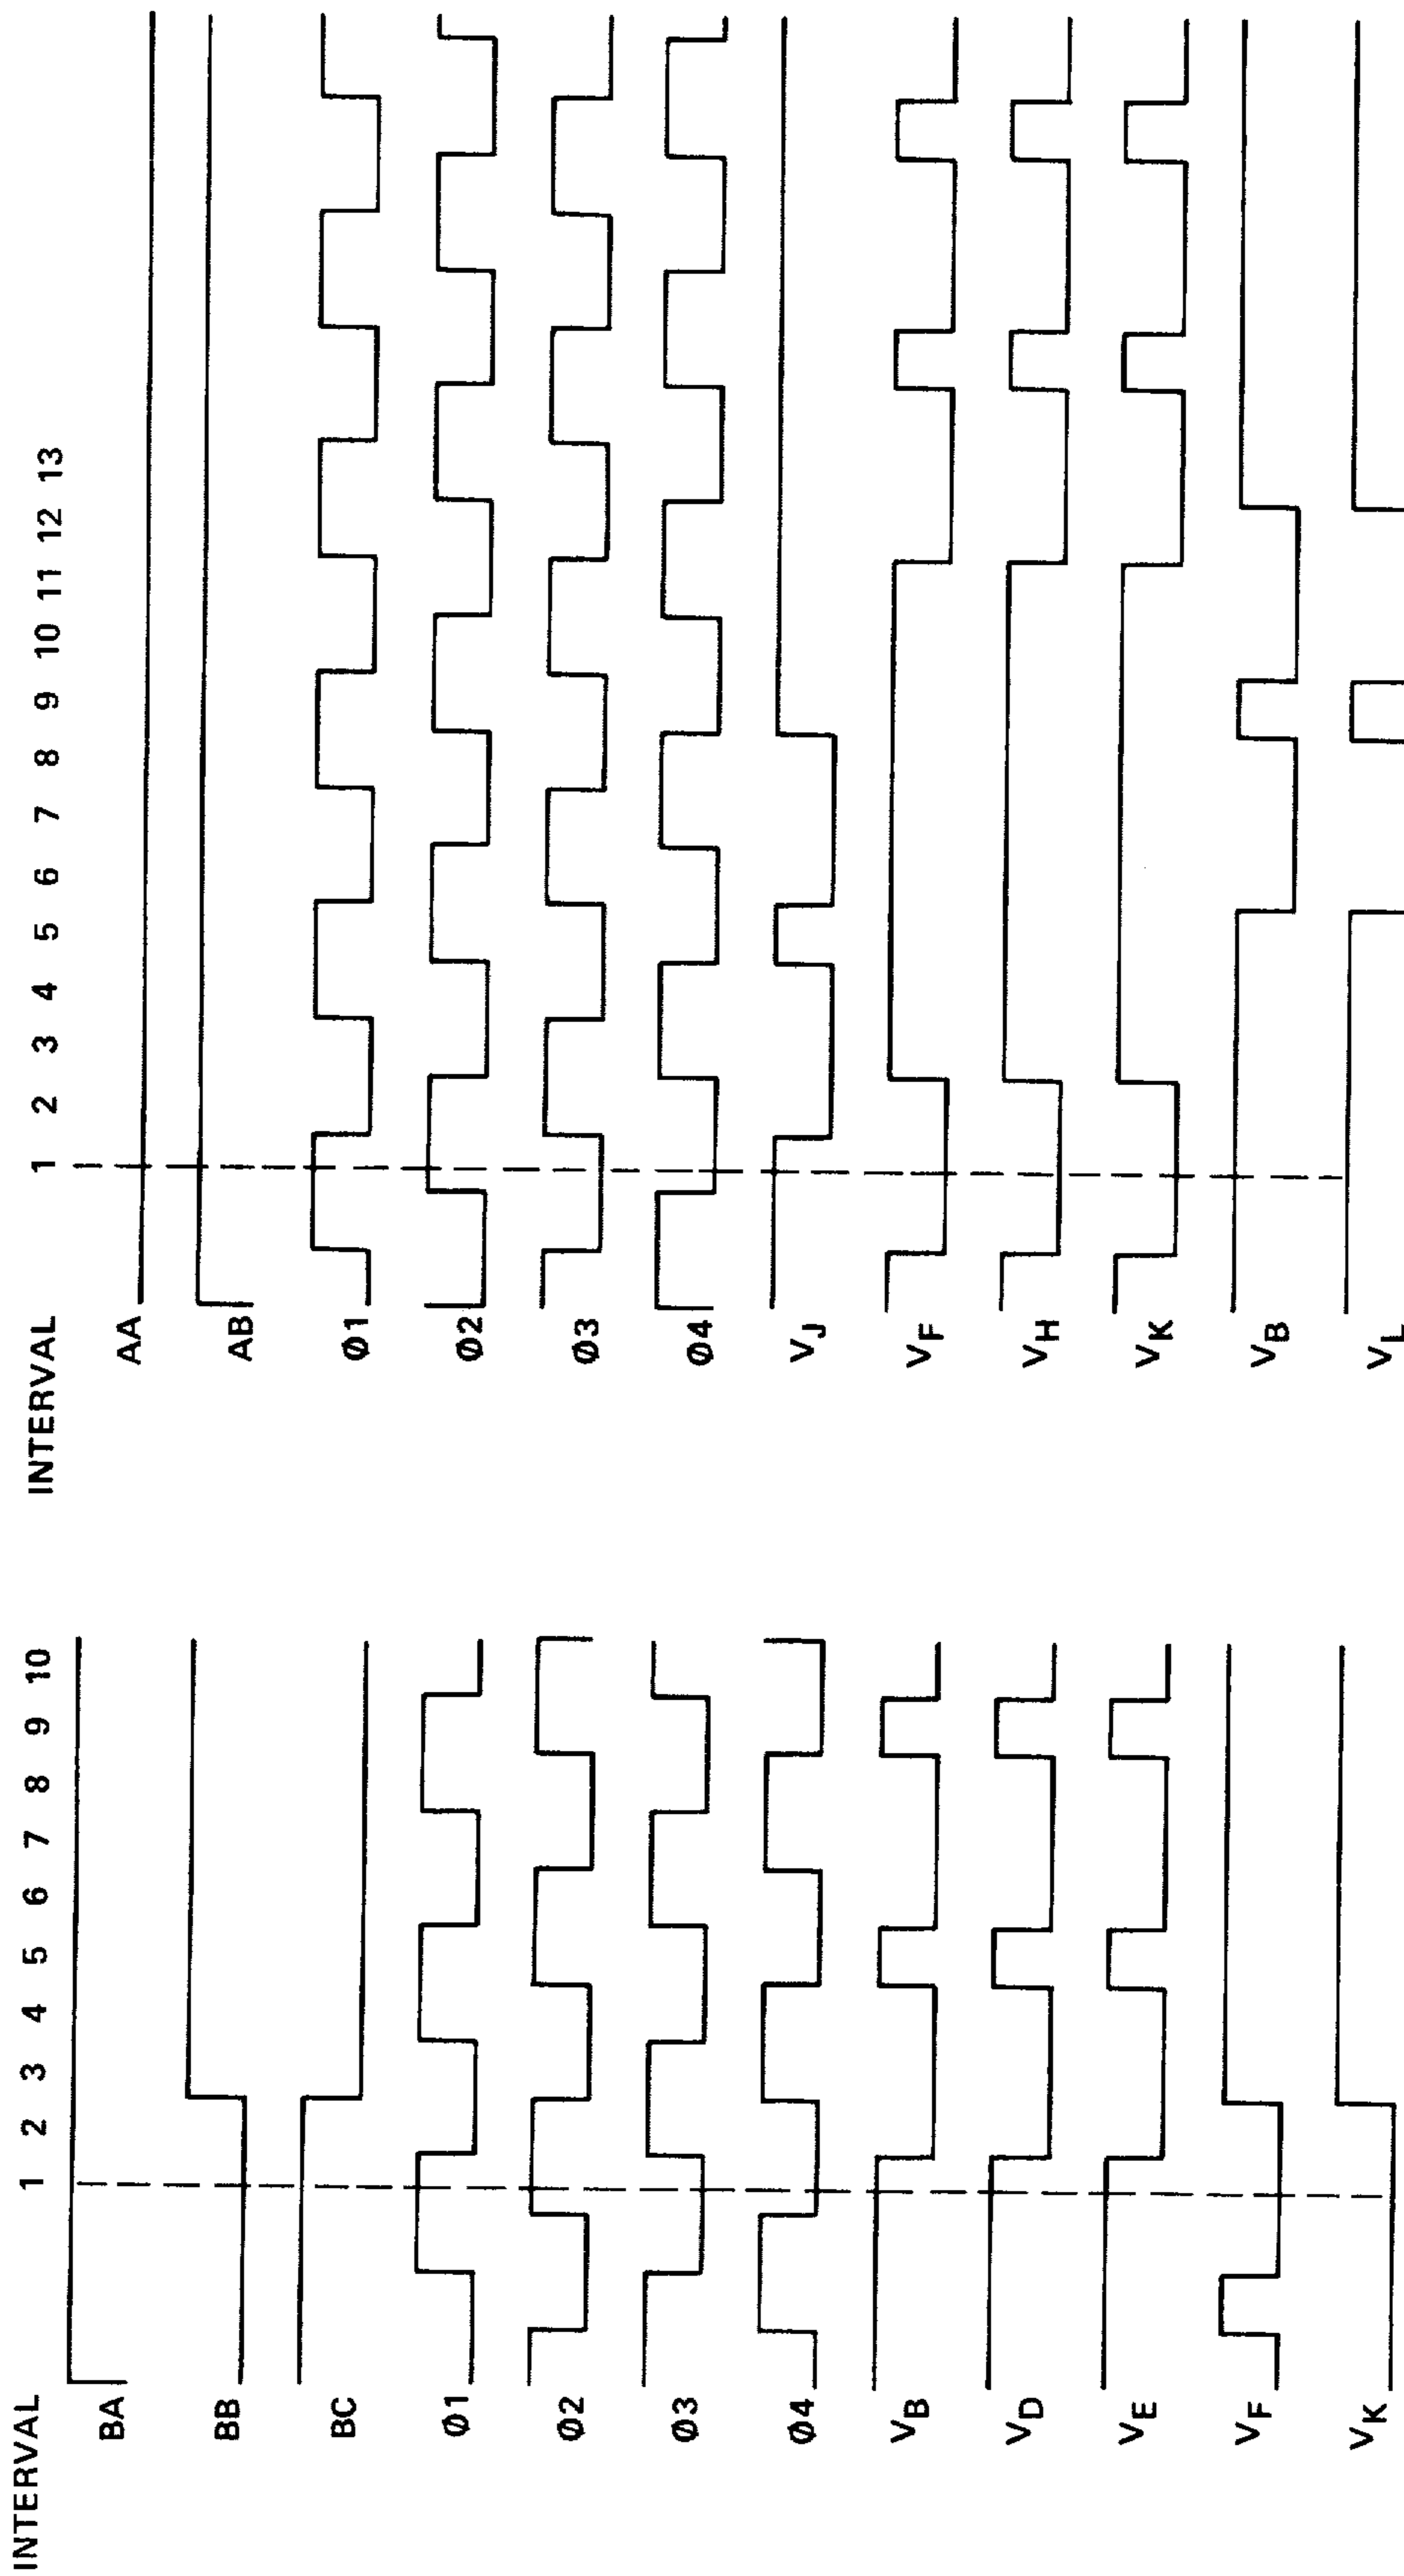 INTERVAL 1 2 3 4 5 6 7 8 9 10
BA
BB
BC
Ø1
Ø2
Ø3
Ø4
VB
VD
VE
VF
VK
INTERVAL 1 2 3 4 5 6 7 8 9 10 11 12 13
AA
AB
Ø1
Ø2
Ø3
Ø4
VJ
VF
VH
VK
VB
VL